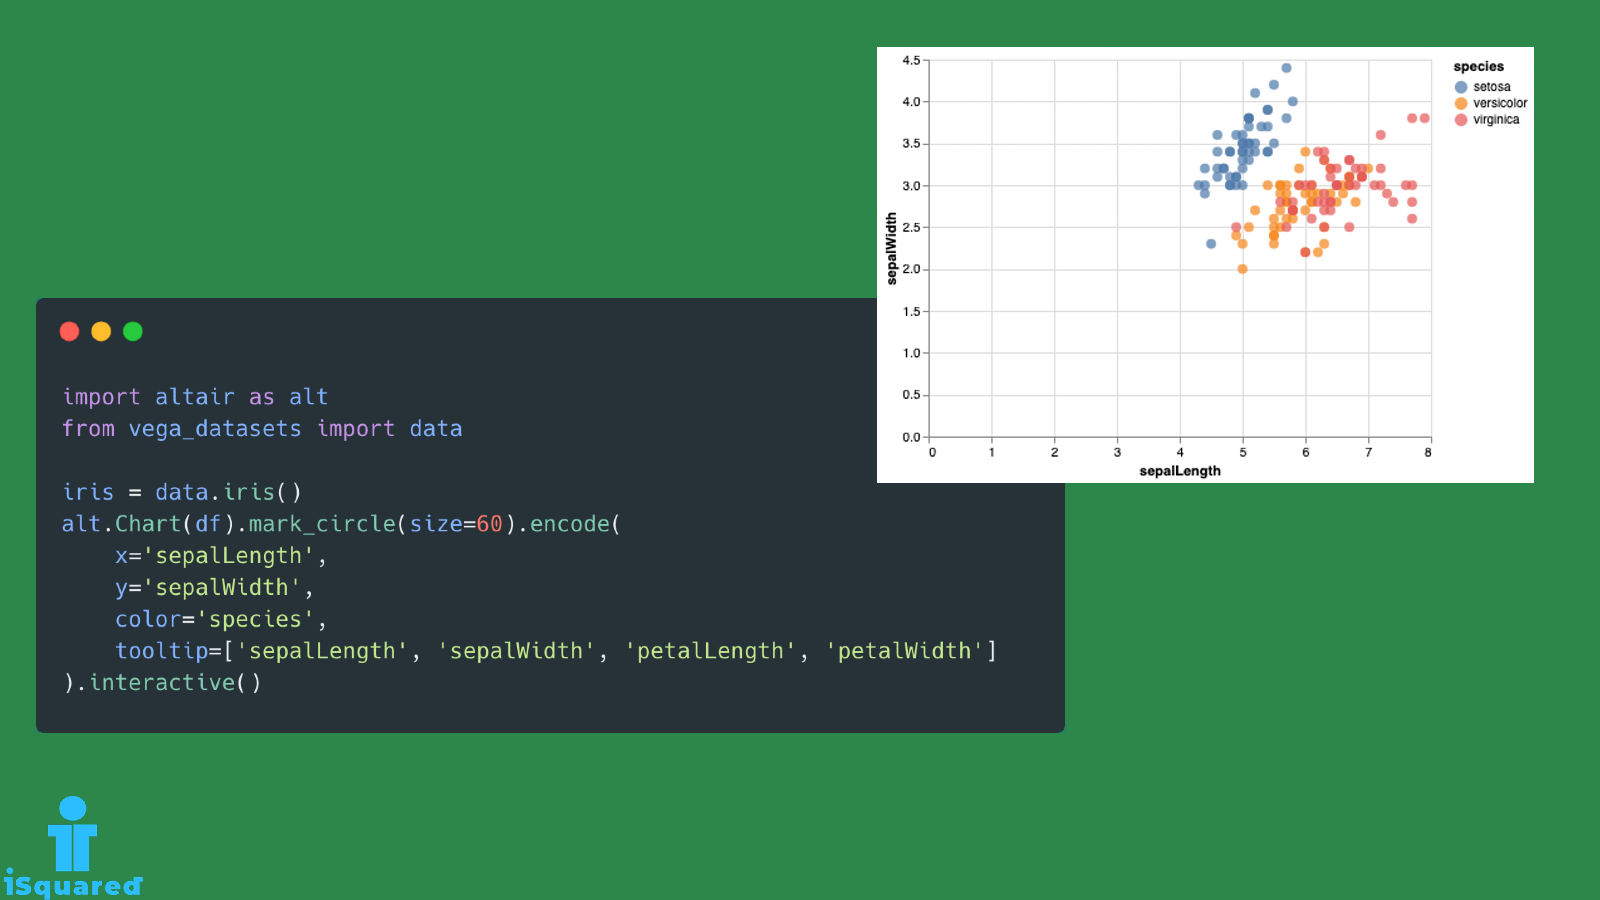 import altair as alt
from vega_datasets import data
iris = data.iris()
alt.Chart(df).mark_circle(size=60).encode(
    x='sepalLength',
    y='sepalWidth',
    color='species',
    tooltip=['sepalLength', 'sepalWidth', 'petalLength', 'petalWidth']
).interactive()
4.5
4.0
3.5
3.0
2.5
2.0
1.5
1.0
0.5
0.0
sepalWidth
0 1 2 3 4 5 6 7 8
sepalLength
species
setosa
versicolor
virginica
iSquared